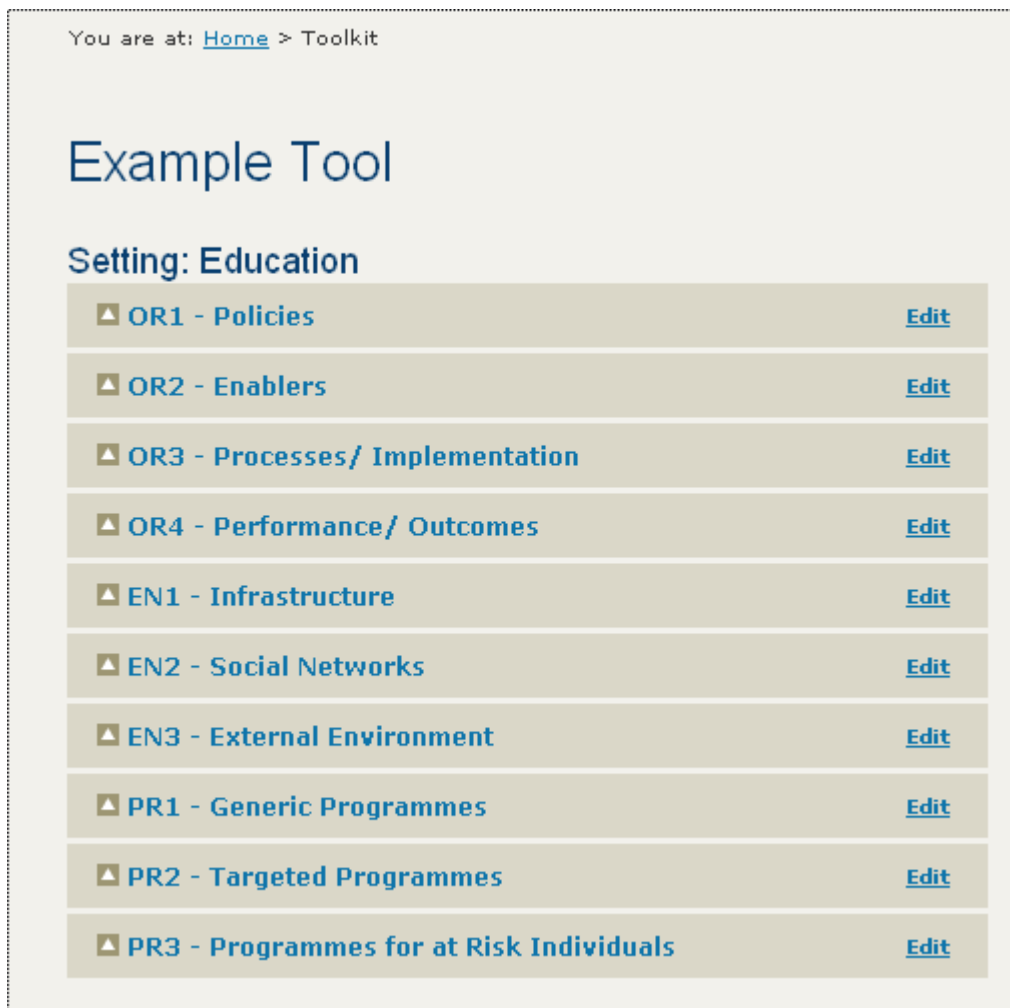 You are at: Home > Toolkit
Example Tool
Setting: Education
OR1 - Policies Edit
OR2 - Enablers Edit
OR3 - Processes/ Implementation Edit
OR4 - Performance/ Outcomes Edit
EN1 - Infrastructure Edit
EN2 - Social Networks Edit
EN3 - External Environment Edit
PR1 - Generic Programmes Edit
PR2 - Targeted Programmes Edit
PR3 - Programmes for at Risk Individuals Edit